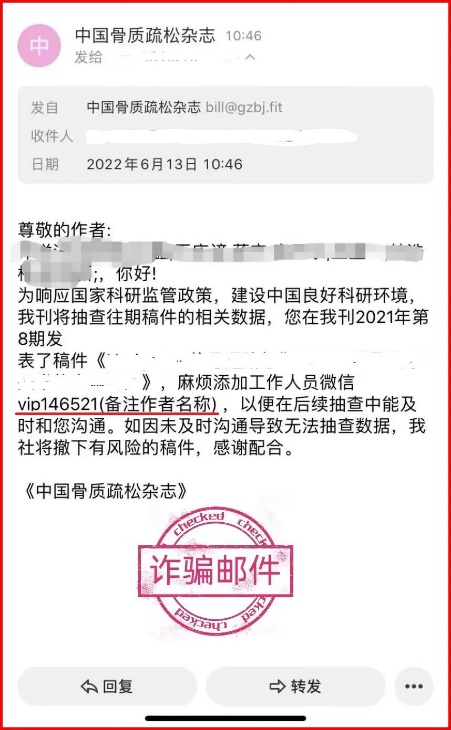 中
中国骨质疏松杂志 10:46
发给
发自 中国骨质疏松杂志 bill@gzbj.fit
收件人
日期 2022年6月13日 10:46
尊敬的作者:
你好!
为响应国家科研监管政策，建设中国良好科研环境，
我刊将抽查往期稿件的相关数据，您在我刊2021年第
8期发
表了稿件《
》，麻烦添加工作人员微信
vip146521(备注作者名称)，以便在后续抽查中能及
时和您沟通。如因未及时沟通导致无法抽查数据，我
社将撤下有风险的稿件，感谢配合。
《中国骨质疏松杂志》
checked check
诈骗邮件
checked checked
回复 转发